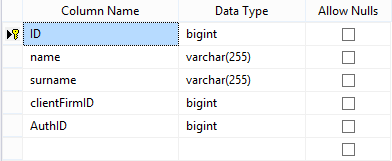 Column Name Data Type Allow Nulls
ID bigint
name varchar(255)
surname varchar(255)
clientFirmID bigint
AuthID bigint